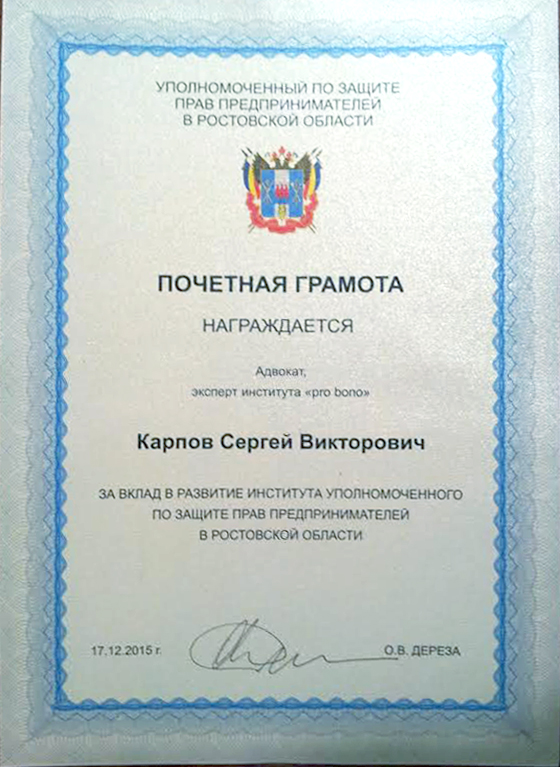 УПОЛНОМОЧЕННЫЙ ПО ЗАЩИТЕ
ПРАВ ПРЕДПРИНИМАТЕЛЕЙ
В РОСТОВСКОЙ ОБЛАСТИ
ПОЧЕТНАЯ ГРАМОТА
НАГРАЖДАЕТСЯ
Адвокат,
эксперт института «pro bono»
Карпов Сергей Викторович
ЗА ВКЛАД В РАЗВИТИЕ ИНСТИТУТА УПОЛНОМОЧЕННОГО
ПО ЗАЩИТЕ ПРАВ ПРЕДПРИНИМАТЕЛЕЙ
В РОСТОВСКОЙ ОБЛАСТИ
17.12.2015 г. О.В. ДЕРЕЗА